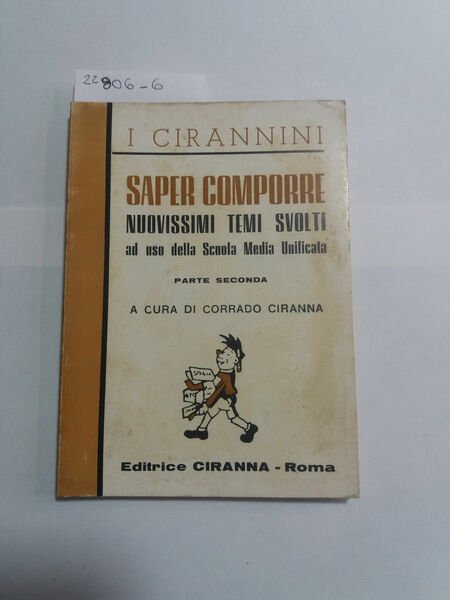 22806-6
I CIRANNINI
SAPER COMPORRE
NUOVISSIMI TEMI SVOLTI
ad uso della Scuola Media Unificata
PARTE SECONDA
A CURA DI CORRADO CIRANNA
Editrice CIRANNA - Roma